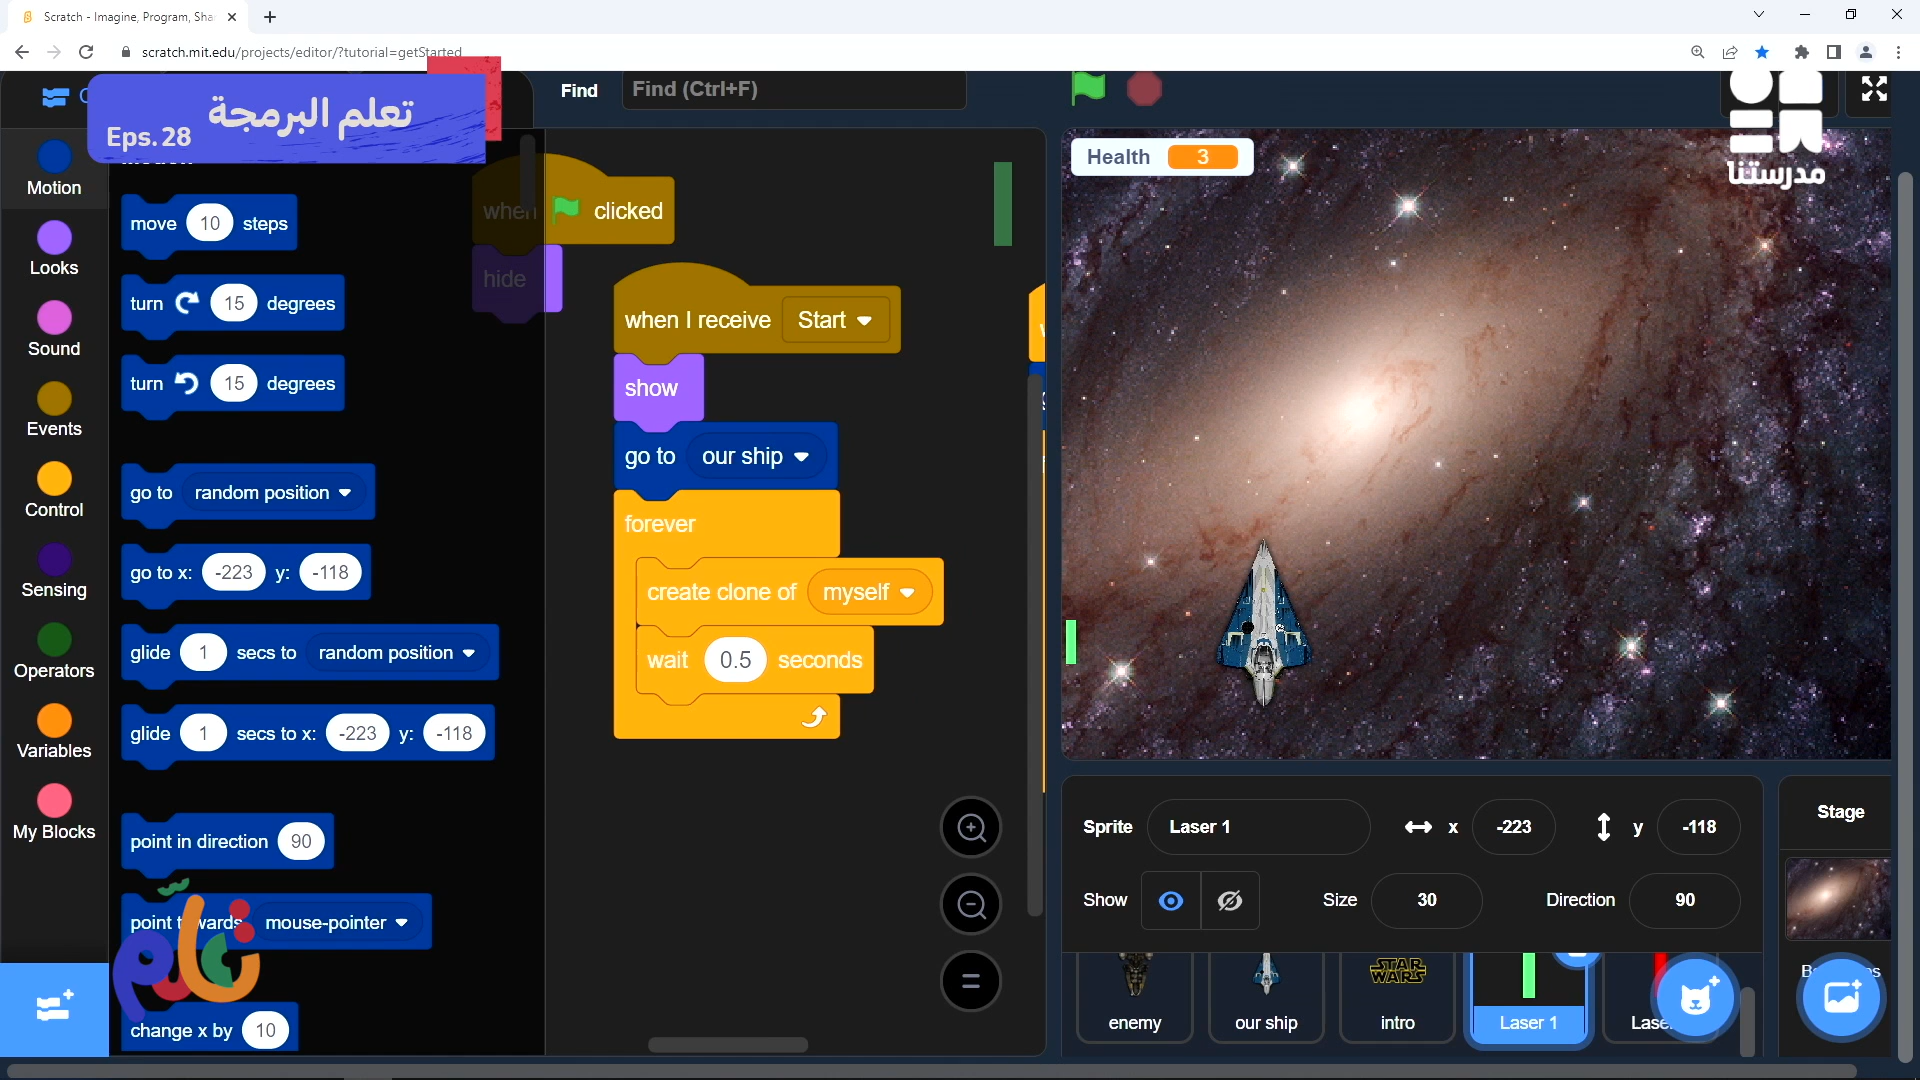 Scratch - Imagine, Program, Sha
scratch.mit.edu/projects/editor/?tutorial=getStarted
تعلم البرمجة
Eps. 28
Find
Find (Ctrl+F)
مدرستنا
Motion
Looks
Sound
Events
Control
Sensing
Operators
Variables
My Blocks
move 10 steps
turn 15 degrees
turn 15 degrees
go to random position
go to x: -223 y: -118
glide 1 secs to random position
glide 1 secs to x: -223 y: -118
point in direction 90
point towards mouse-pointer
change x by 10
when clicked
hide
when I receive Start
show
go to our ship
forever
create clone of myself
wait 0.5 seconds
Health 3
Sprite Laser 1 x -223 y -118
Show Size 30 Direction 90
Stage
STAR WARS
enemy
our ship
intro
Laser 1